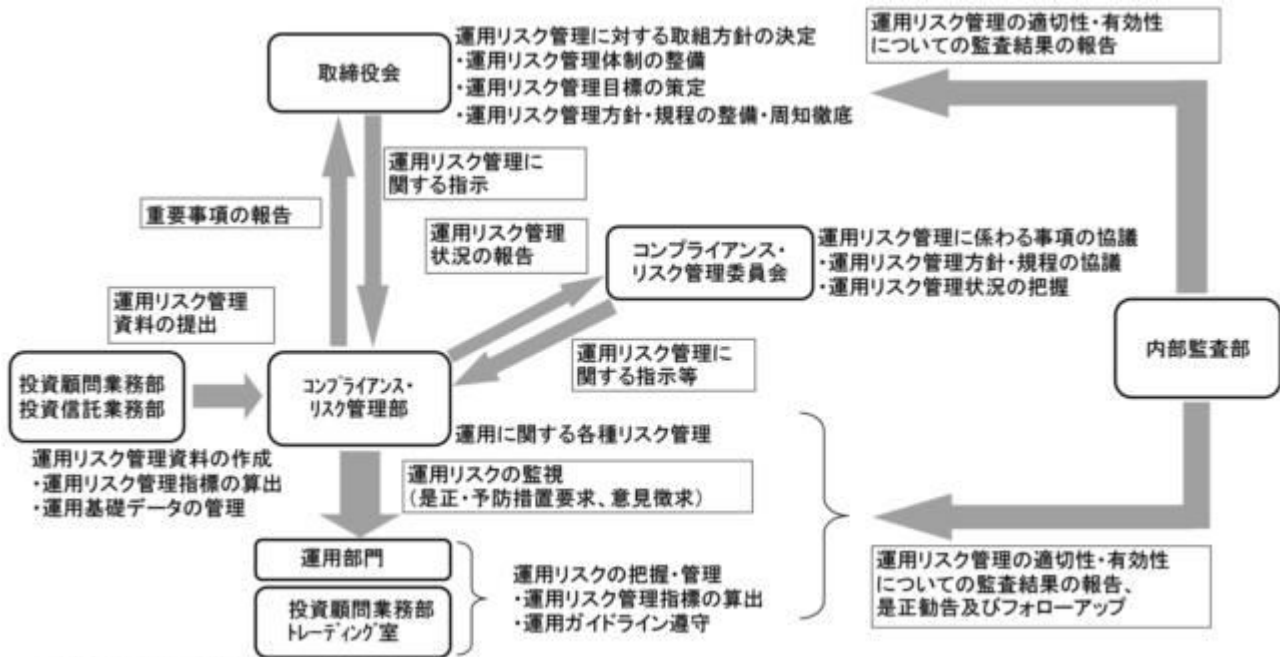 取締役会
運用リスク管理に対する取組方針の決定
・運用リスク管理体制の整備
・運用リスク管理目標の策定
・運用リスク管理方針・規程の整備・周知徹底
運用リスク管理の適切性・有効性
についての監査結果の報告
運用リスク管理に
関する指示
重要事項の報告
運用リスク管理
状況の報告
コンプライアンス・
リスク管理委員会
運用リスク管理に係わる事項の協議
・運用リスク管理方針・規程の協議
・運用リスク管理状況の把握
運用リスク管理
資料の提出
内部監査部
運用リスク管理に
関する指示等
投資顧問業務部
投資信託業務部
コンプライアンス・
リスク管理部
運用に関する各種リスク管理
運用リスク管理資料の作成
・運用リスク管理指標の算出
・運用基礎データの管理
運用リスクの監視
(是正・予防措置要求、意見徴求)
運用部門
投資顧問業務部
トレーディング室
運用リスクの把握・管理
・運用リスク管理指標の算出
・運用ガイドライン遵守
運用リスク管理の適切性・有効性
についての監査結果の報告、
是正勧告及びフォローアップ